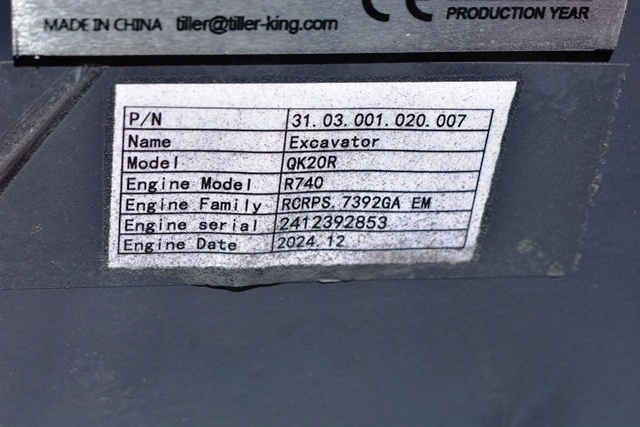 MADE IN CHINA tiller@tiller-king.com CE PRODUCTION YEAR
P/N 31.03.001.020.007
Name Excavator
Model QK20R
Engine Model R740
Engine Family RCRPS.7392GA EM
Engine serial 2412392853
Engine Date 2024.12